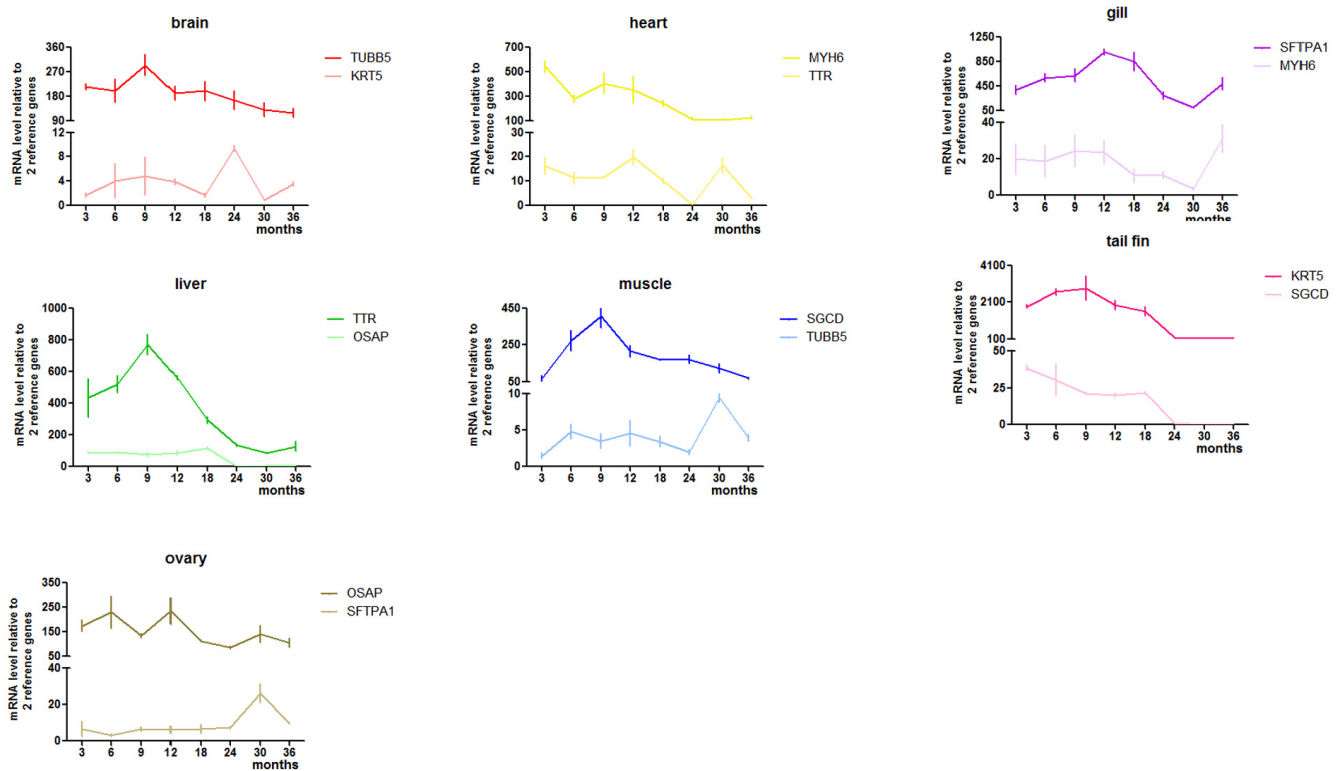 brain
mRNA level relative to
2 reference genes
360
270
180
90
12
8
4
0
3 6 9 12 18 24 30 36
months
TUBB5
KRT5
heart
mRNA level relative to
2 reference genes
700
500
300
100
30
20
10
0
3 6 9 12 18 24 30 36
months
MYH6
TTR
gill
mRNA level relative to
2 reference genes
1250
850
450
50
40
20
0
3 6 9 12 18 24 30 36
months
SFTPA1
MYIH6
liver
mRNA level relative to
2 reference genes
1000
800
600
400
200
0
3 6 9 12 18 24 30 36
months
TTR
OSAP
muscle
mRNA level relative to
2 reference genes
450
250
50
10
5
0
3 6 9 12 18 24 30 36
months
SGCD
TUBB5
tail fin
mRNA level relative to
2 reference genes
4100
2100
100
50
25
0
3 6 9 12 18 24 30 36
months
KRT5
SGCD
ovary
mRNA level relative to
2 reference genes
350
250
150
50
40
20
0
3 6 9 12 18 24 30 36
months
OSAP
SFTPA1